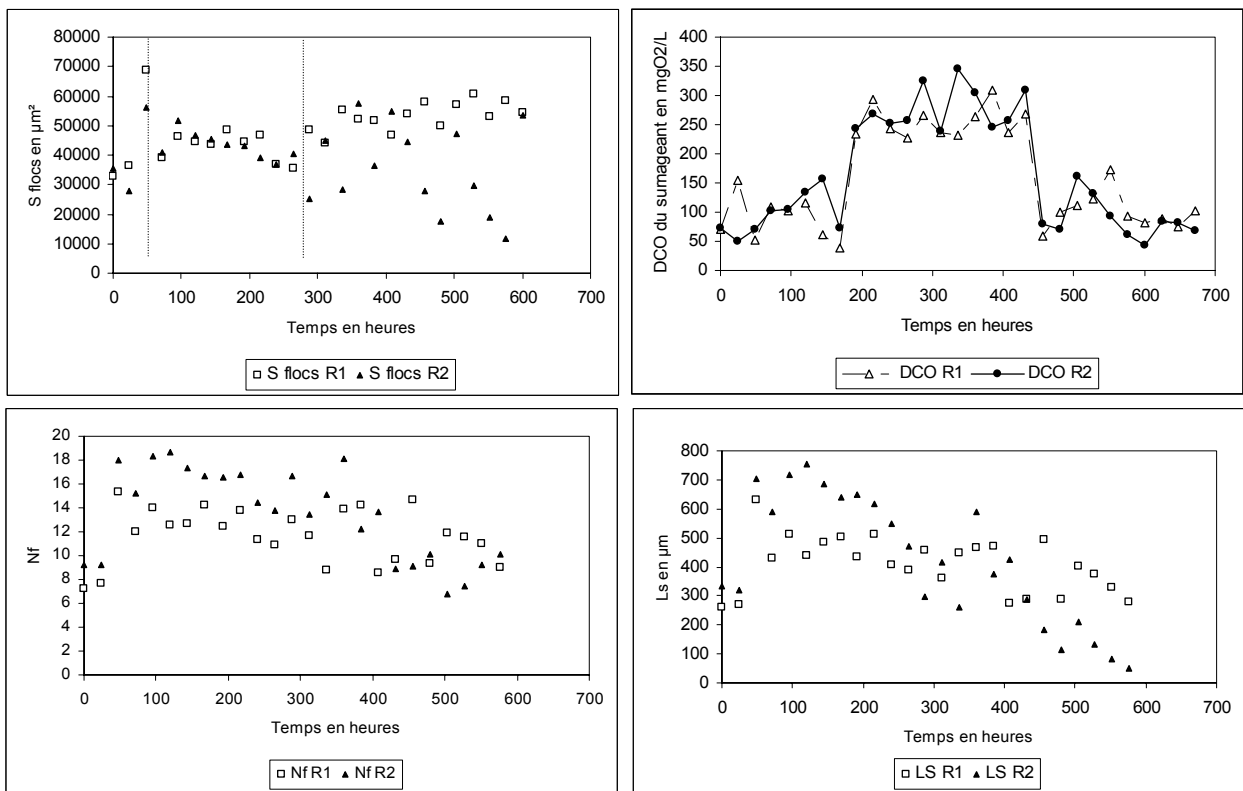 S flocs en µm²
80000
70000
60000
50000
40000
30000
20000
10000
0
0 100 200 300 400 500 600 700
Temps en heures
S flocs R1 S flocs R2
DCO du surnageant en mgO2/L
400
350
300
250
200
150
100
50
0
0 100 200 300 400 500 600 700
Temps en heures
DCO R1 DCO R2
Nf
20
18
16
14
12
10
8
6
4
2
0
0 100 200 300 400 500 600 700
Temps en heures
Nf R1 Nf R2
Ls en µm
800
700
600
500
400
300
200
100
0
0 100 200 300 400 500 600 700
Temps en heures
LS R1 LS R2